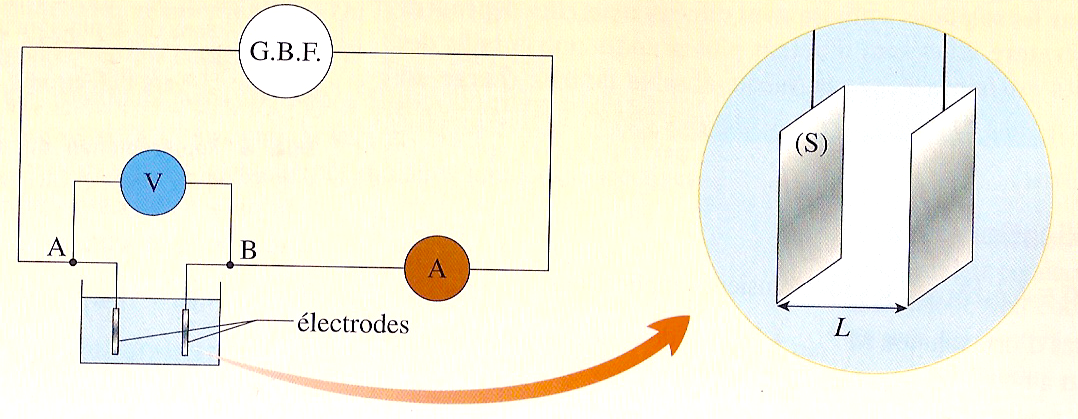 G.B.F.
V
A
B
A
électrodes
(S)
L